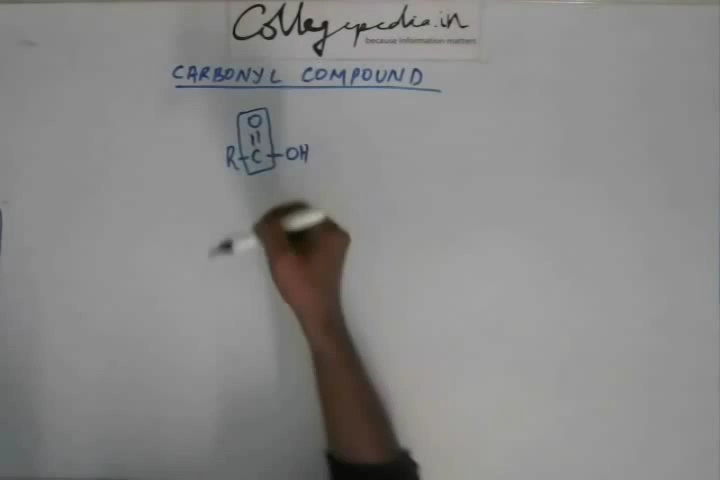 Collegepedia.in
because information matters
CARBONYL COMPOUND
O
=
R-C-OH